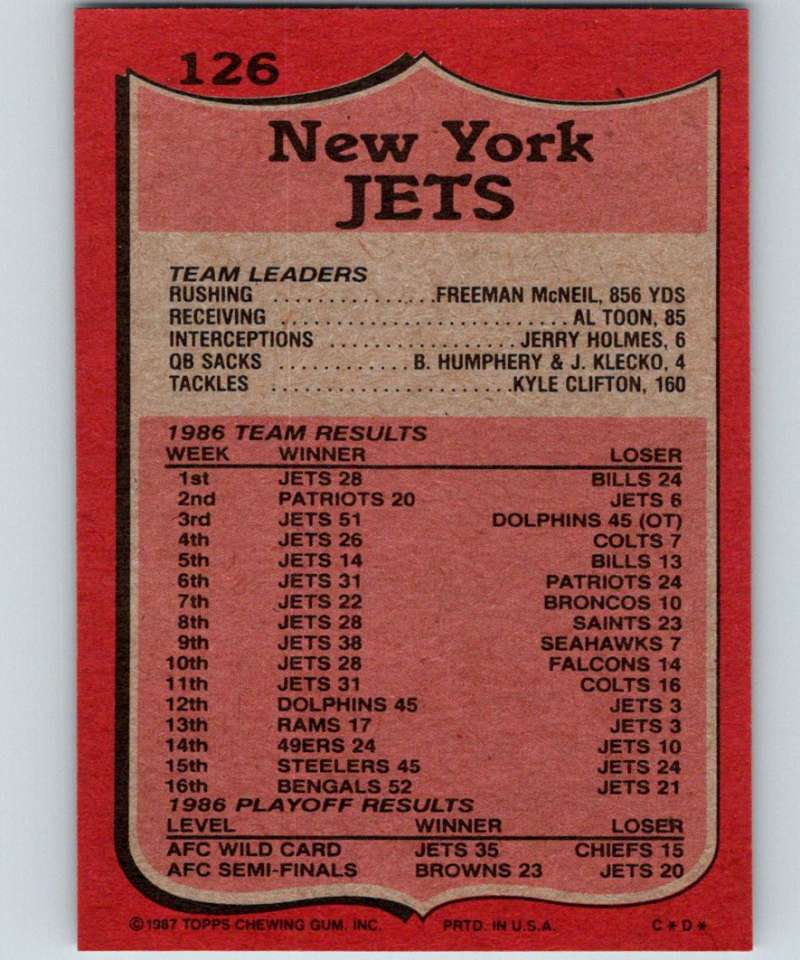 126
New York
JETS
TEAM LEADERS
RUSHING ...............FREEMAN McNEIL, 856 YDS
RECEIVING ..........................AL TOON, 85
INTERCEPTIONS .................JERRY HOLMES, 6
QB SACKS ............B. HUMPHERY & J. KLECKO, 4
TACKLES .......................KYLE CLIFTON, 160
1986 TEAM RESULTS
WEEK WINNER LOSER
1st JETS 28 BILLS 24
2nd PATRIOTS 20 JETS 6
3rd JETS 51 DOLPHINS 45 (OT)
4th JETS 26 COLTS 7
5th JETS 14 BILLS 13
6th JETS 31 PATRIOTS 24
7th JETS 22 BRONCOS 10
8th JETS 28 SAINTS 23
9th JETS 38 SEAHAWKS 7
10th JETS 28 FALCONS 14
11th JETS 31 COLTS 16
12th DOLPHINS 45 JETS 3
13th RAMS 17 JETS 3
14th 49ERS 24 JETS 10
15th STEELERS 45 JETS 24
16th BENGALS 52 JETS 21
1986 PLAYOFF RESULTS
LEVEL WINNER LOSER
AFC WILD CARD JETS 35 CHIEFS 15
AFC SEMI-FINALS BROWNS 23 JETS 20
©1987 TOPPS CHEWING GUM, INC. PRTD. IN U.S.A. C*D*